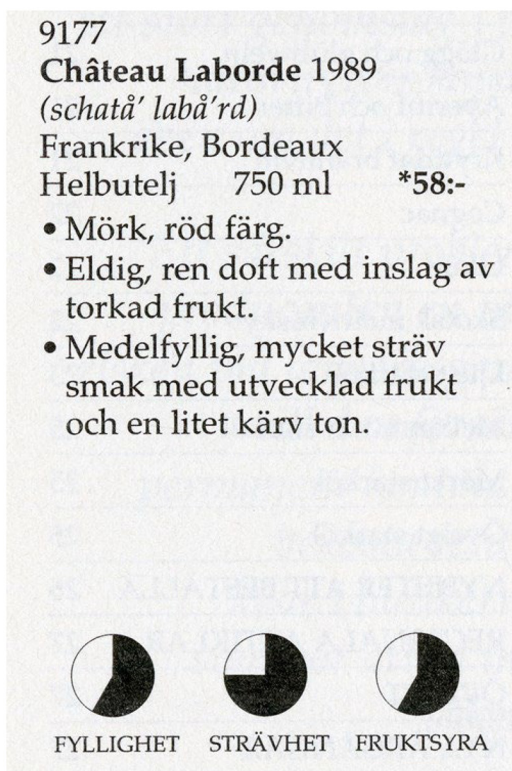 9177
Château Laborde 1989
(schatå' labå'rd)
Frankrike, Bordeaux
Helbutelj 750 ml *58:-
• Mörk, röd färg.
• Eldig, ren doft med inslag av
torkad frukt.
• Medelfyllig, mycket sträv
smak med utvecklad frukt
och en litet kärv ton.
FYLLIGHET STRÄVHET FRUKTSYRA